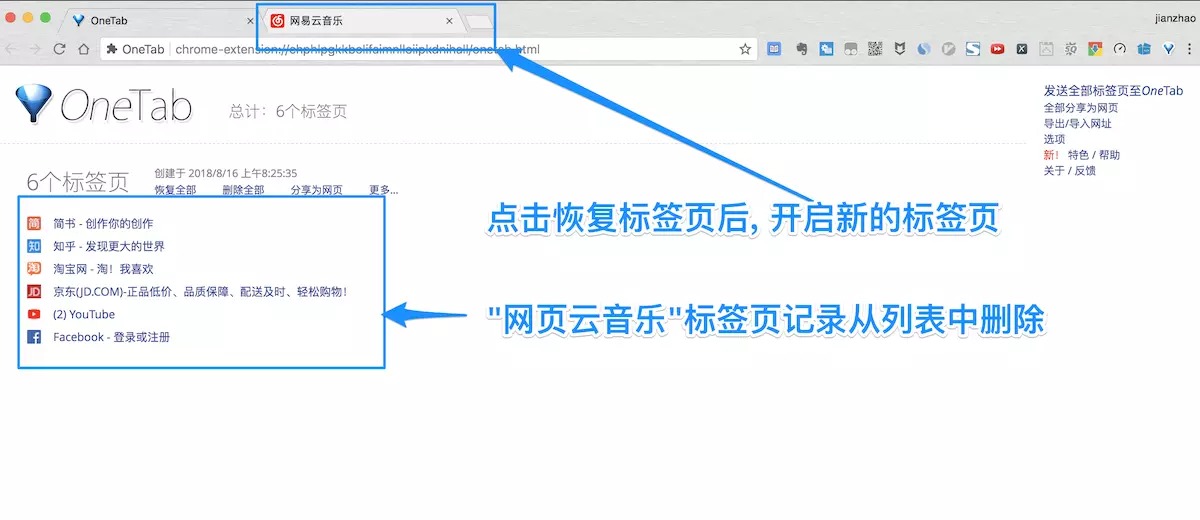 OneTab
网易云音乐
jianzhao
OneTab
chrome-extension://chphlpgkkbolifaimnlloiipkdnihall/onetab.html
OneTab
总计：6个标签页
发送全部标签页至OneTab
全部分享为网页
导出/导入网址
选项
新！ 特色 / 帮助
关于 / 反馈
6个标签页
创建于 2018/8/16 上午8:25:35
恢复全部 删除全部 分享为网页 更多...
简书 - 创作你的创作
知乎 - 发现更大的世界
淘宝网 - 淘！我喜欢
京东(JD.COM)-正品低价、品质保障、配送及时、轻松购物！
(2) YouTube
Facebook - 登录或注册
点击恢复标签页后, 开启新的标签页
"网页云音乐"标签页记录从列表中删除